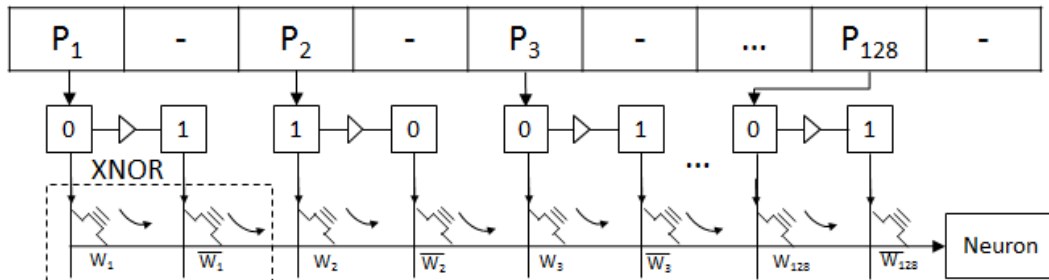 P₁ - P₂ - P₃ - ... P₁₂₈ -
0 1 1 0 0 1 ... 0 1
XNOR
W₁ W̅₁ W₂ W̅₂ W₃ W̅₃ W₁₂₈ W̅₁₂₈ Neuron